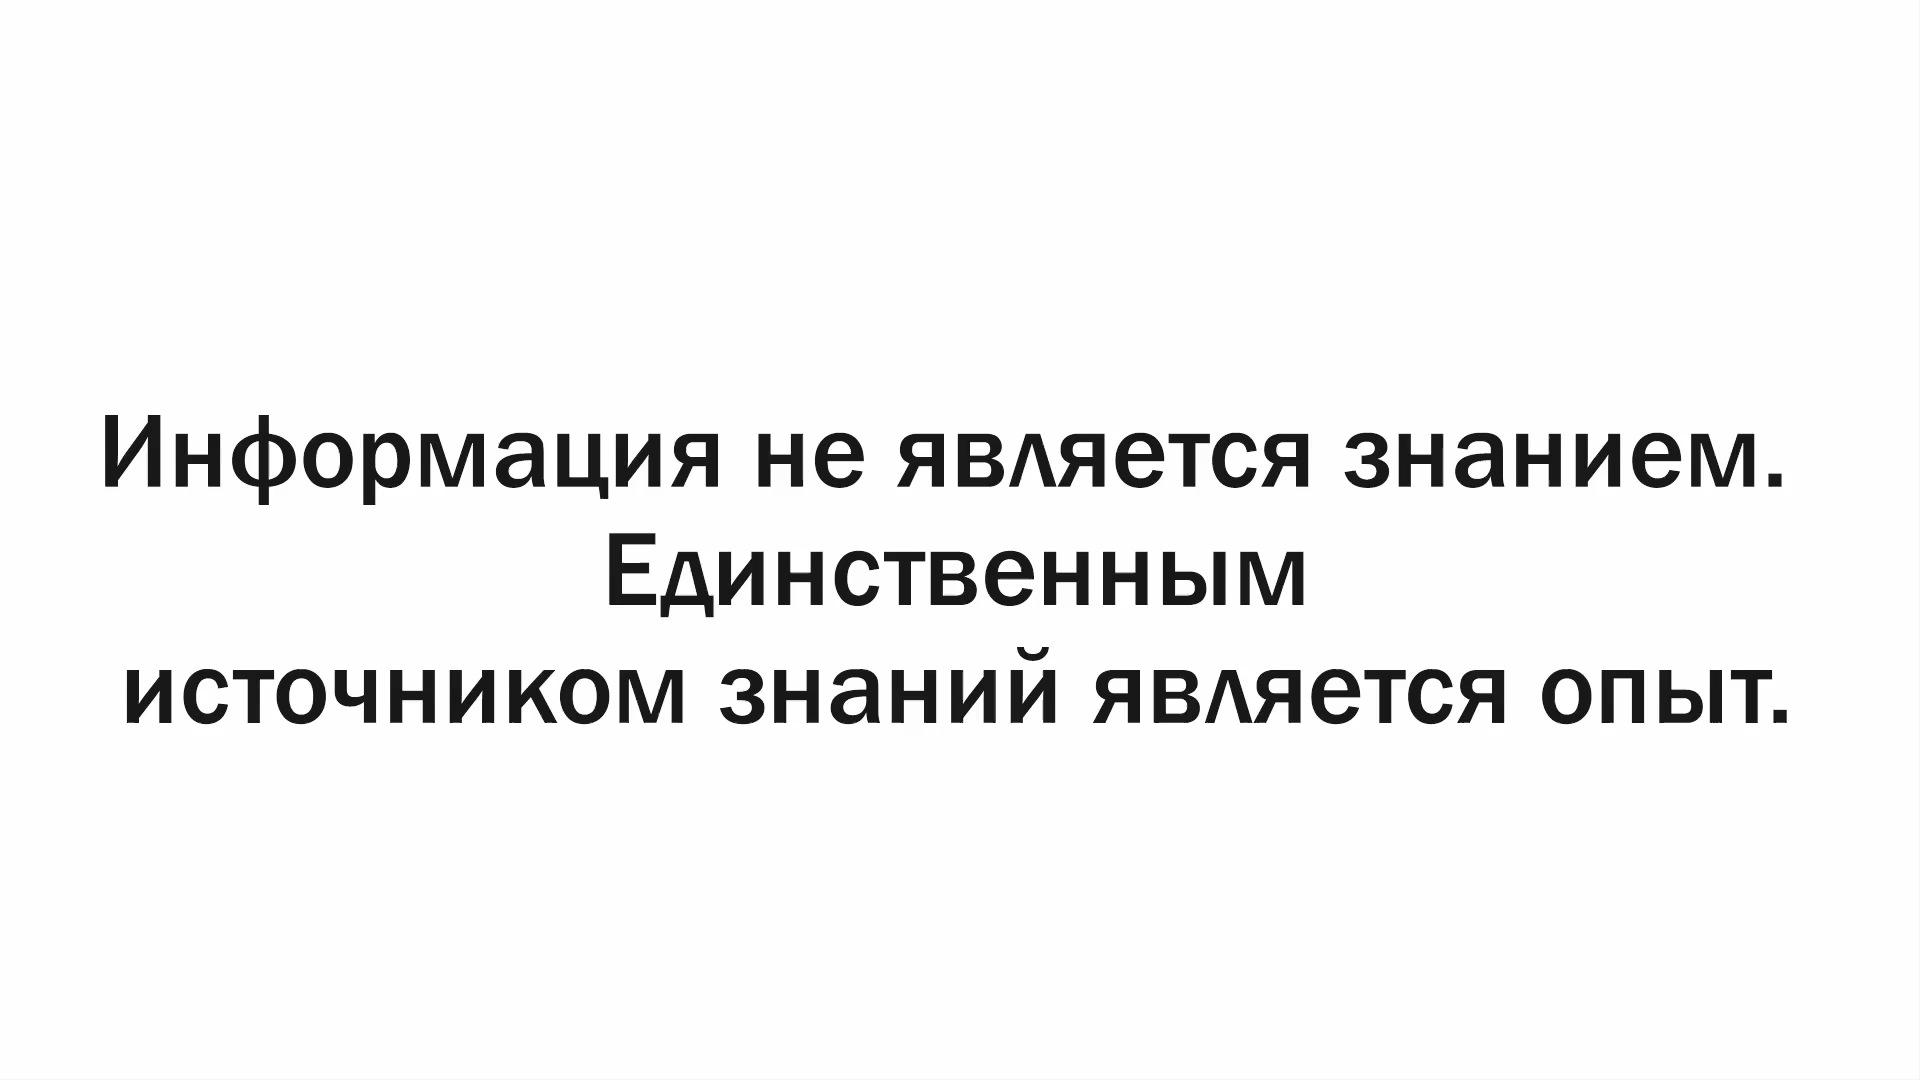 Информация не является знанием.
Единственным
источником знаний является опыт.